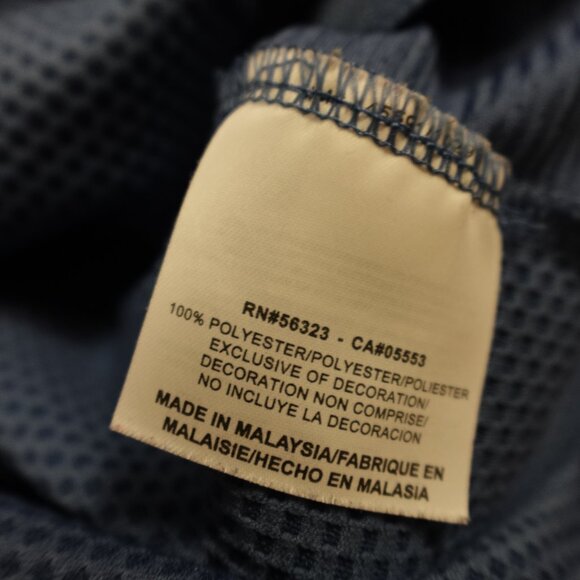 RN#56323 - CA#05553
100% POLYESTER/POLYESTER/POLIESTER
EXCLUSIVE OF DECORATION/
DECORATION NON COMPRISE/
NO INCLUYE LA DECORACION
MADE IN MALAYSIA/FABRIQUE EN
MALAISIE/HECHO EN MALASIA